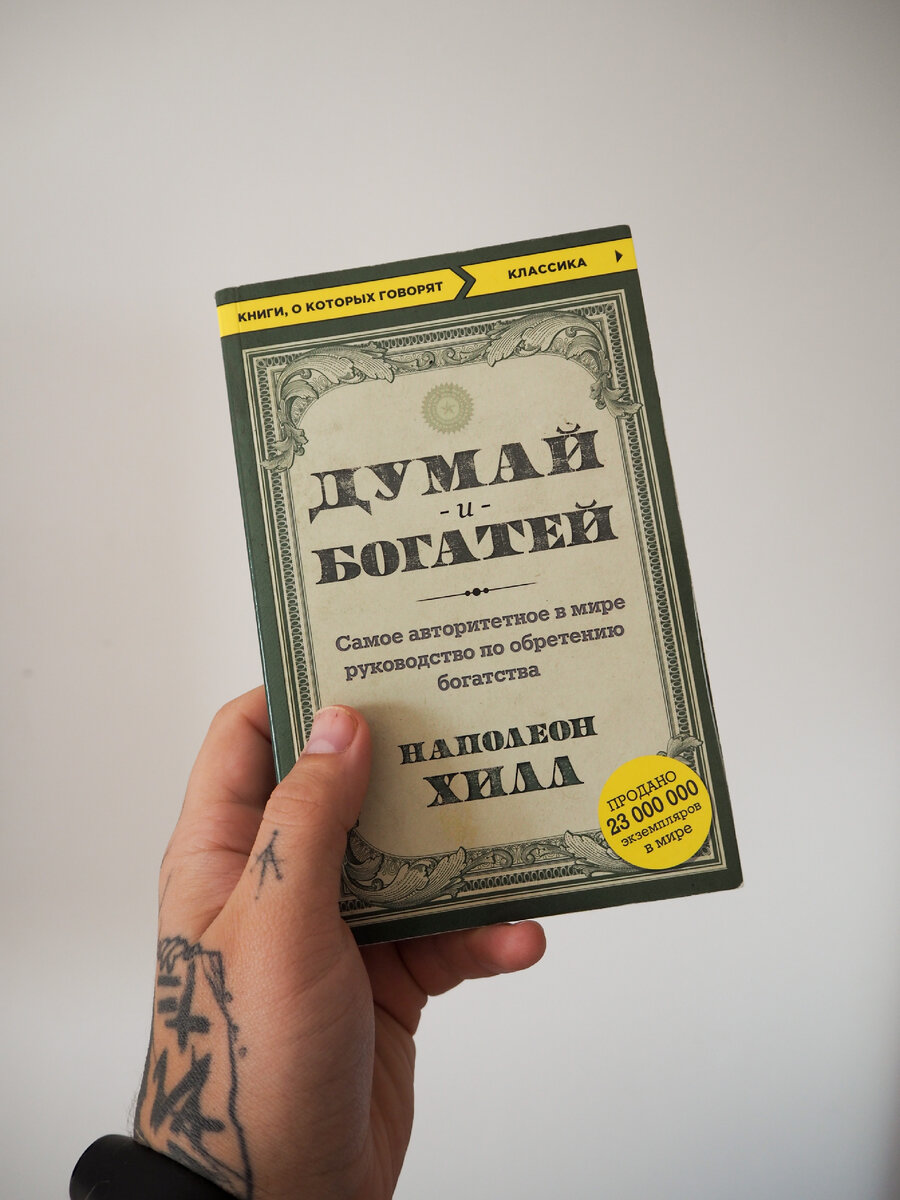 КНИГИ, О КОТОРЫХ ГОВОРЯТ
КЛАССИКА
ДУМАЙ
-и-
БОГАТЕЙ
Самое авторитетное в мире
руководство по обретению
богатства
НАПОЛЕОН
ХИЛЛ
ПРОДАНО
23 000 000
экземпляров
в мире